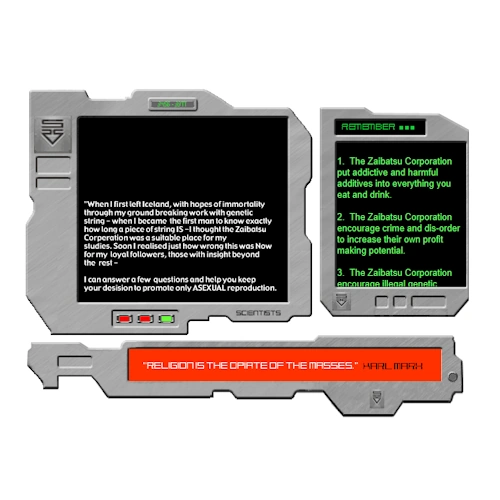 "When I first left Iceland, with hopes of immortality
through my ground breaking work with genetic
string - when I became the first man to know exactly
how long a piece of string IS - I thought the Zaibatsu
Corperation was a suitable place for my
studies. Soon I realised just how wrong this was Now
for my loyal followers, those with insight beyond
the rest -
I can answer a few questions and help you keep
your decision to promote only ASEXUAL reproduction.
SCIENTISTS
REMEMBER ...
1. The Zaibatsu Corporation
put addictive and harmful
additives into everything you
eat and drink.
2. The Zaibatsu Corporation
encourage crime and dis-order
to increase their own profit
making potential.
3. The Zaibatsu Corporation
encourage illegal genetic
"RELIGION IS THE OPIATE OF THE MASSES." KARL MARX